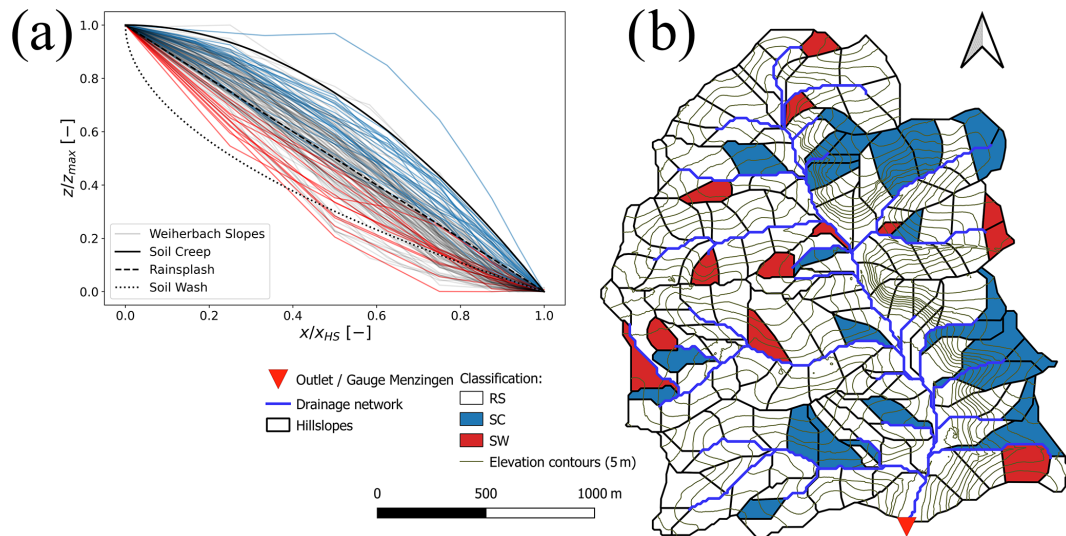 (a)
(b)
1.0
0.8
0.6
0.4
0.2
0.0
z/z_max [-]
Weiherbach Slopes
Soil Creep
Rainsplash
Soil Wash
0.0 0.2 0.4 0.6 0.8 1.0
x/x_HS [-]
Outlet / Gauge Menzingen
Drainage network
Hillslopes
Classification:
RS
SC
SW
Elevation contours (5 m)
0 500 1000 m